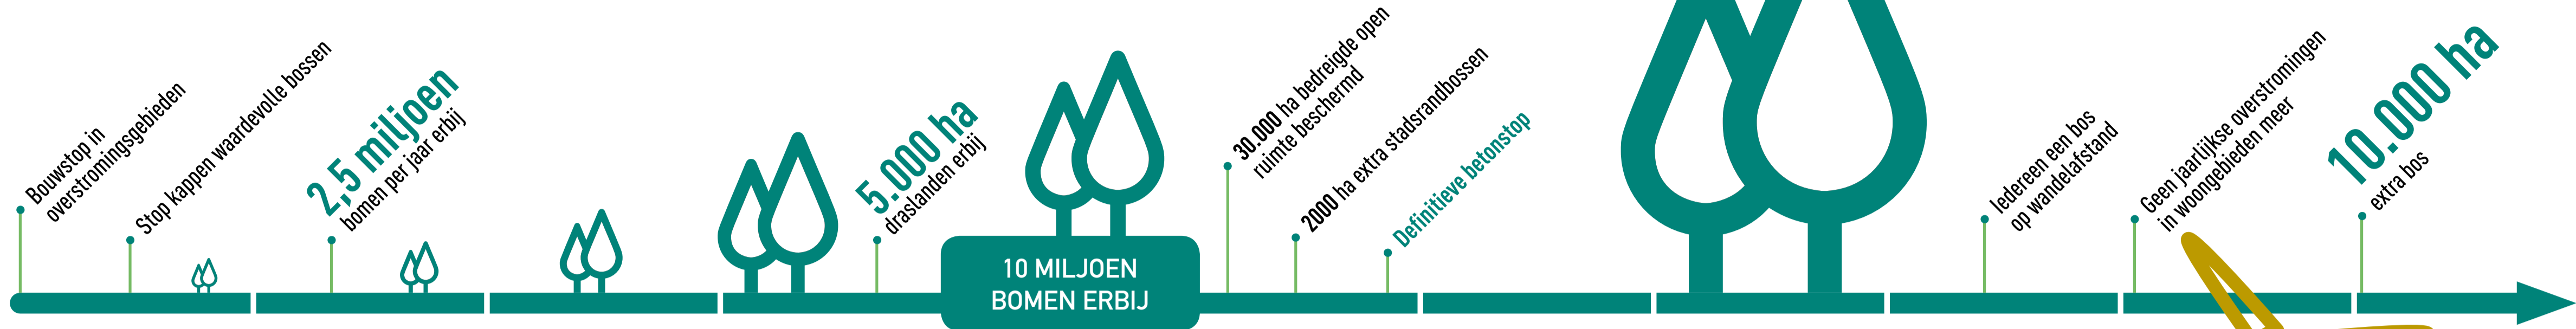 Bouwstop in
overstromingsgebieden
Stop kappen waardevolle bossen
2,5 miljoen
bomen per jaar erbij
5.000 ha
draslanden erbij
10 MILJOEN
BOMEN ERBIJ
30.000 ha bedreigde open
ruimte beschermd
2000 ha extra stadsrandbossen
Definitieve betonstop
Iedereen een bos
op wandelafstand
Geen jaarlijkse overstromingen
in woongebieden meer
10.000 ha
extra bos